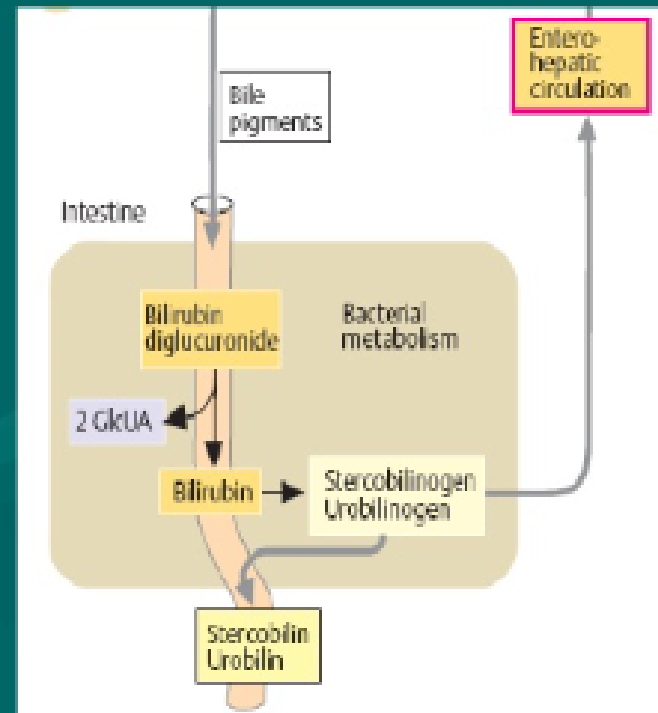 Entero-
hepatic
circulation
Bile
pigments
Intestine
Bilirubin
diglucuronide
Bacterial
metabolism
2 GlcUA
Bilirubin
Stercobilinogen
Urobilinogen
Stercobilin
Urobilin